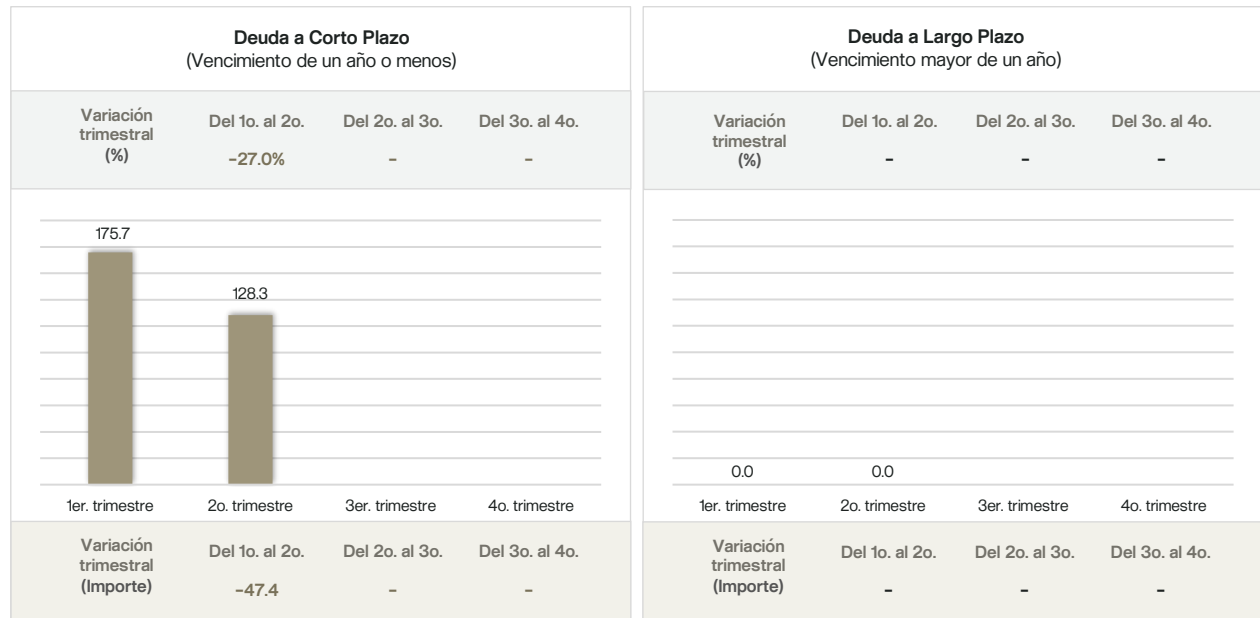 Deuda a Corto Plazo
(Vencimiento de un año o menos)
Variación trimestral (%)
Del 1o. al 2o.
Del 2o. al 3o.
Del 3o. al 4o.
-27.0%
-
-
175.7
128.3
1er. trimestre
2o. trimestre
3er. trimestre
4o. trimestre
Variación trimestral (Importe)
Del 1o. al 2o.
Del 2o. al 3o.
Del 3o. al 4o.
-47.4
-
-
Deuda a Largo Plazo
(Vencimiento mayor de un año)
Variación trimestral (%)
Del 1o. al 2o.
Del 2o. al 3o.
Del 3o. al 4o.
-
-
-
0.0
0.0
1er. trimestre
2o. trimestre
3er. trimestre
4o. trimestre
Variación trimestral (Importe)
Del 1o. al 2o.
Del 2o. al 3o.
Del 3o. al 4o.
-
-
-